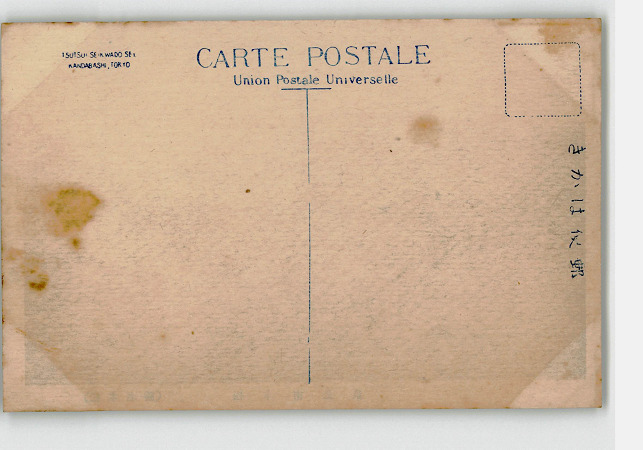 TSUTSUI SEIKWADO SEI
KANDABASHI, TOKYO
CARTE POSTALE
Union Postale Universelle
きかは便郵